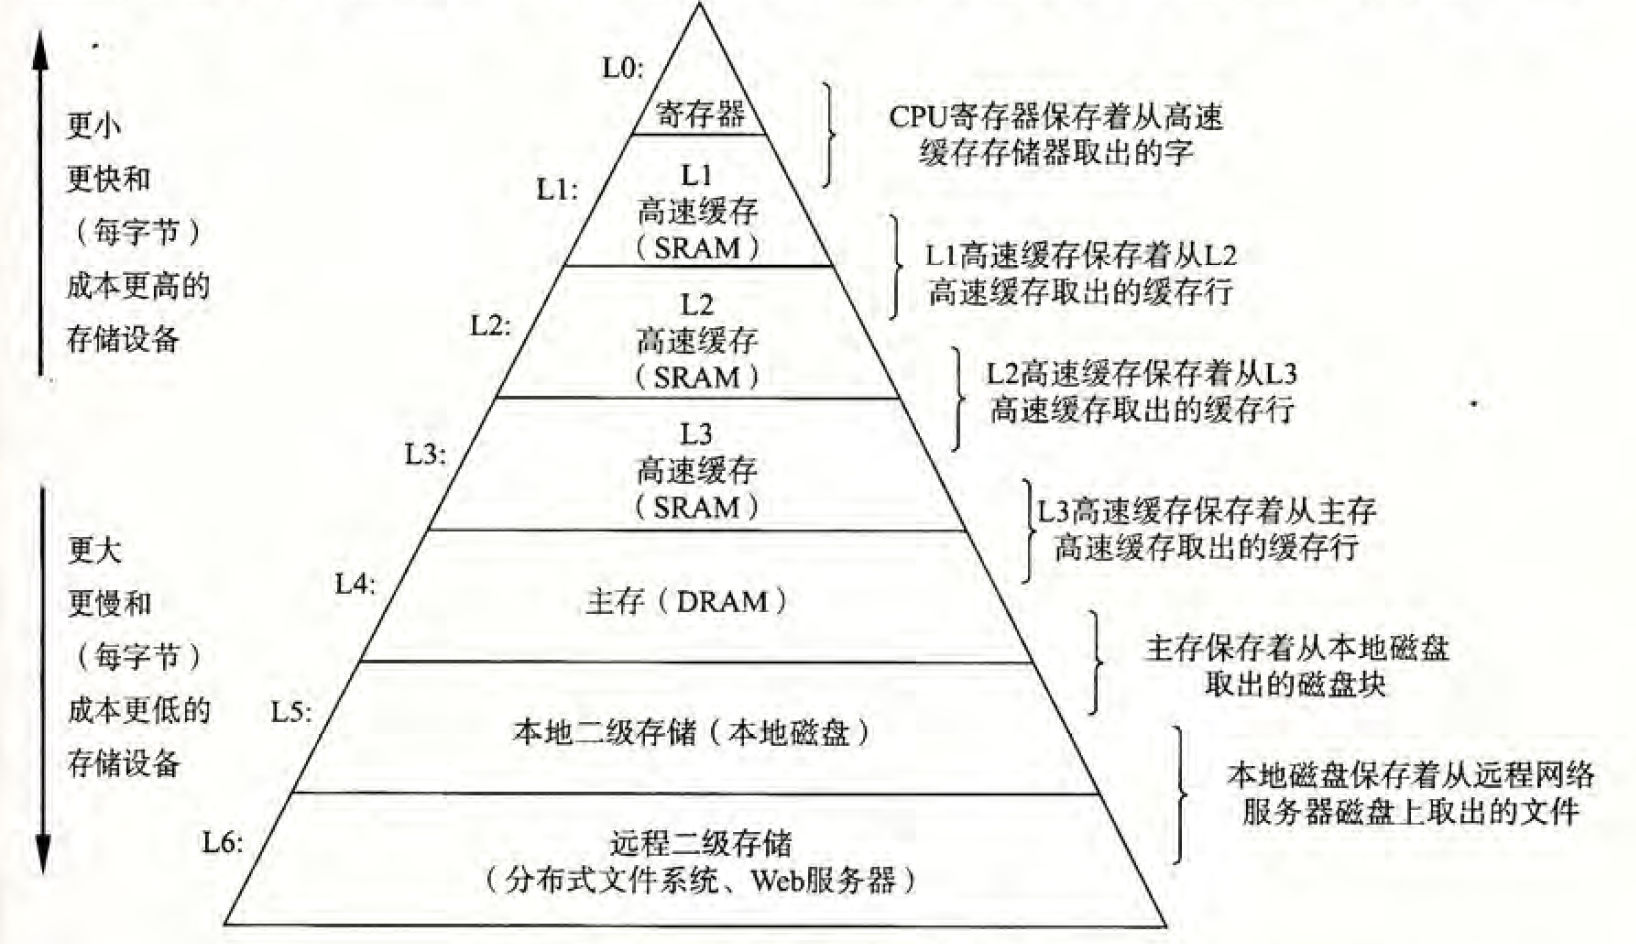 更小
更快和
（每字节）
成本更高的
存储设备
更大
更慢和
（每字节）
成本更低的
存储设备
L0:
寄存器
CPU寄存器保存着从高速
缓存存储器取出的字
L1:
L1
高速缓存
（SRAM）
L1高速缓存保存着从L2
高速缓存取出的缓存行
L2:
L2
高速缓存
（SRAM）
L2高速缓存保存着从L3
高速缓存取出的缓存行
L3:
L3
高速缓存
（SRAM）
L3高速缓存保存着从主存
高速缓存取出的缓存行
L4:
主存（DRAM）
主存保存着从本地磁盘
取出的磁盘块
L5:
本地二级存储（本地磁盘）
本地磁盘保存着从远程网络
服务器磁盘上取出的文件
L6:
远程二级存储
（分布式文件系统、Web服务器）